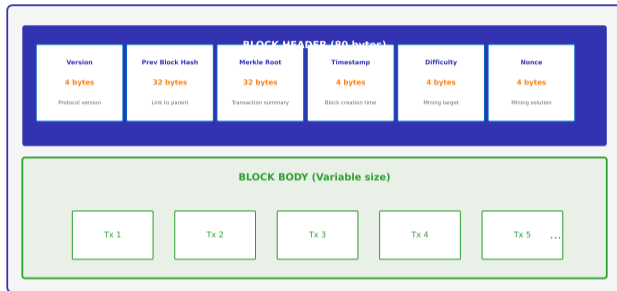 BLOCK HEADER (80 bytes)
Version
4 bytes
Protocol version
Prev Block Hash
32 bytes
Link to parent
Merkle Root
32 bytes
Transaction summary
Timestamp
4 bytes
Block creation time
Difficulty
4 bytes
Mining target
Nonce
4 bytes
Mining solution
BLOCK BODY (Variable size)
Tx 1
Tx 2
Tx 3
Tx 4
Tx 5
...